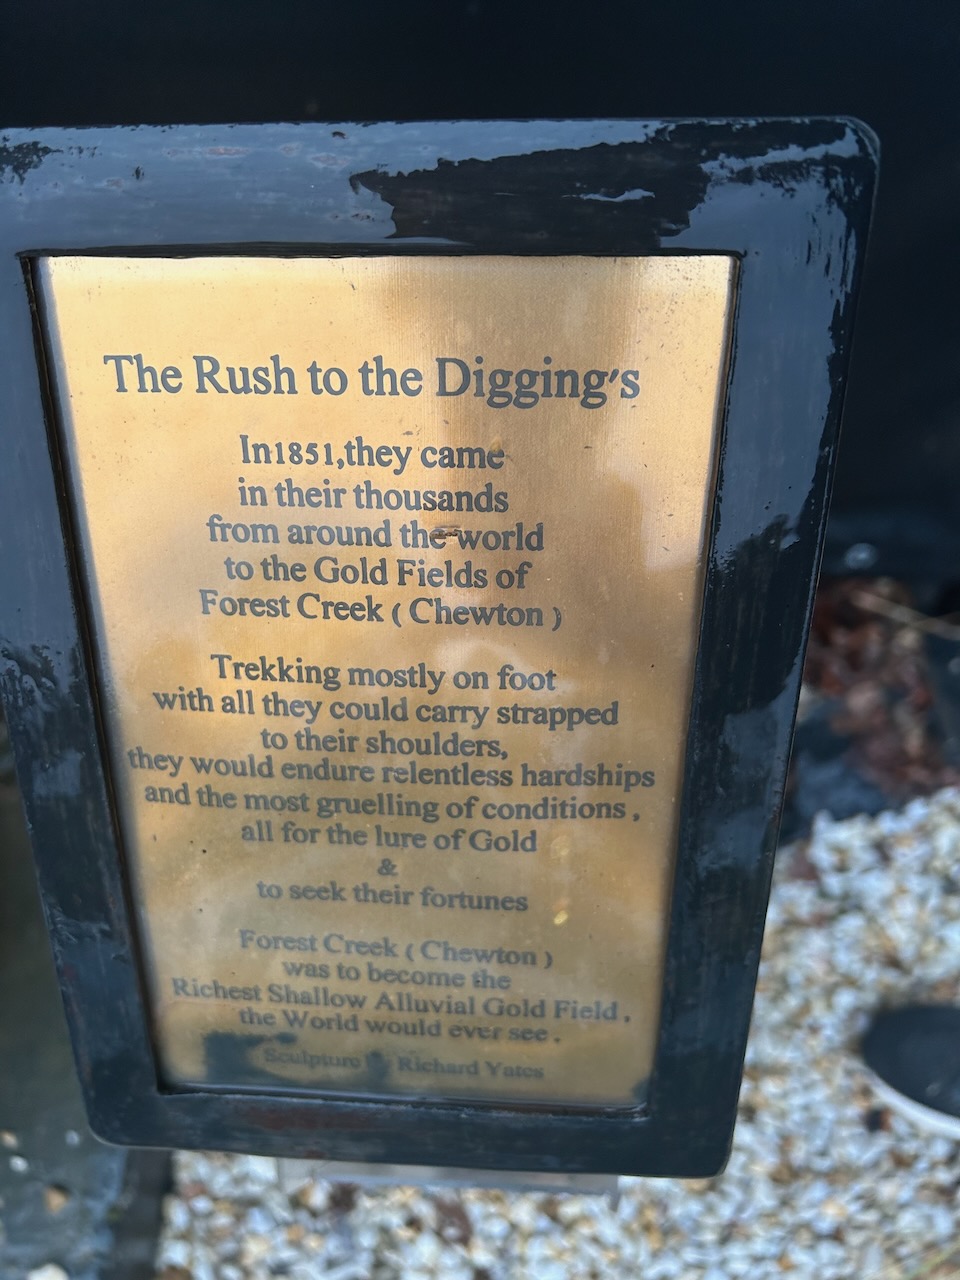 The Rush to the Digging's
In1851,they came
in their thousands
from around the world
to the Gold Fields of
Forest Creek ( Chewton )
Trekking mostly on foot
with all they could carry strapped
to their shoulders,
they would endure relentless hardships
and the most gruelling of conditions ,
all for the lure of Gold
&
to seek their fortunes
Forest Creek ( Chewton )
was to become the
Richest Shallow Alluvial Gold Field ,
the World would ever see .
Sculpture Richard Yates